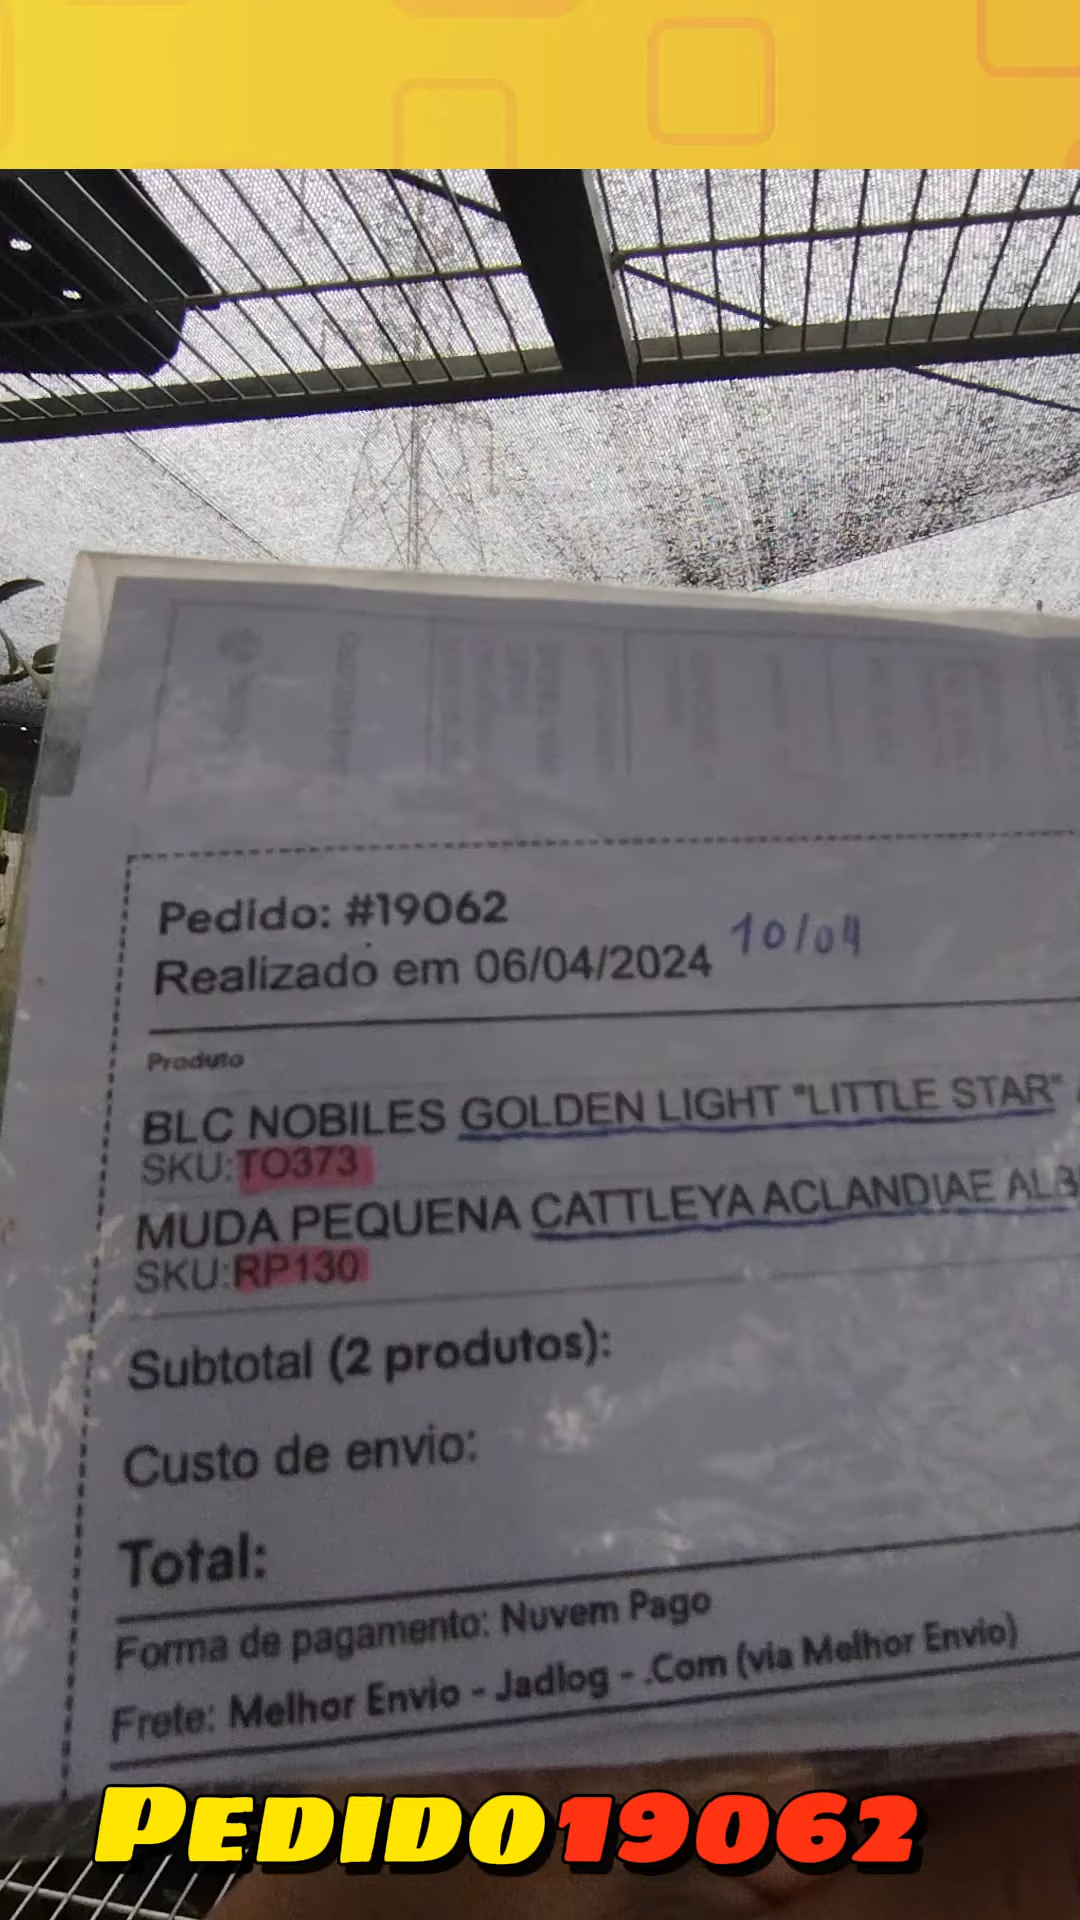 Pedido: #19062
Realizado em 06/04/2024 10/04
Produto
BLC NOBILES GOLDEN LIGHT "LITTLE STAR"
SKU:TO373
MUDA PEQUENA CATTLEYA ACLANDIAE ALB
SKU:RP130
Subtotal (2 produtos):
Custo de envio:
Total:
Forma de pagamento: Nuvem Pago
Frete: Melhor Envio - Jadlog - .Com (via Melhor Envio)
PEDIDO19062